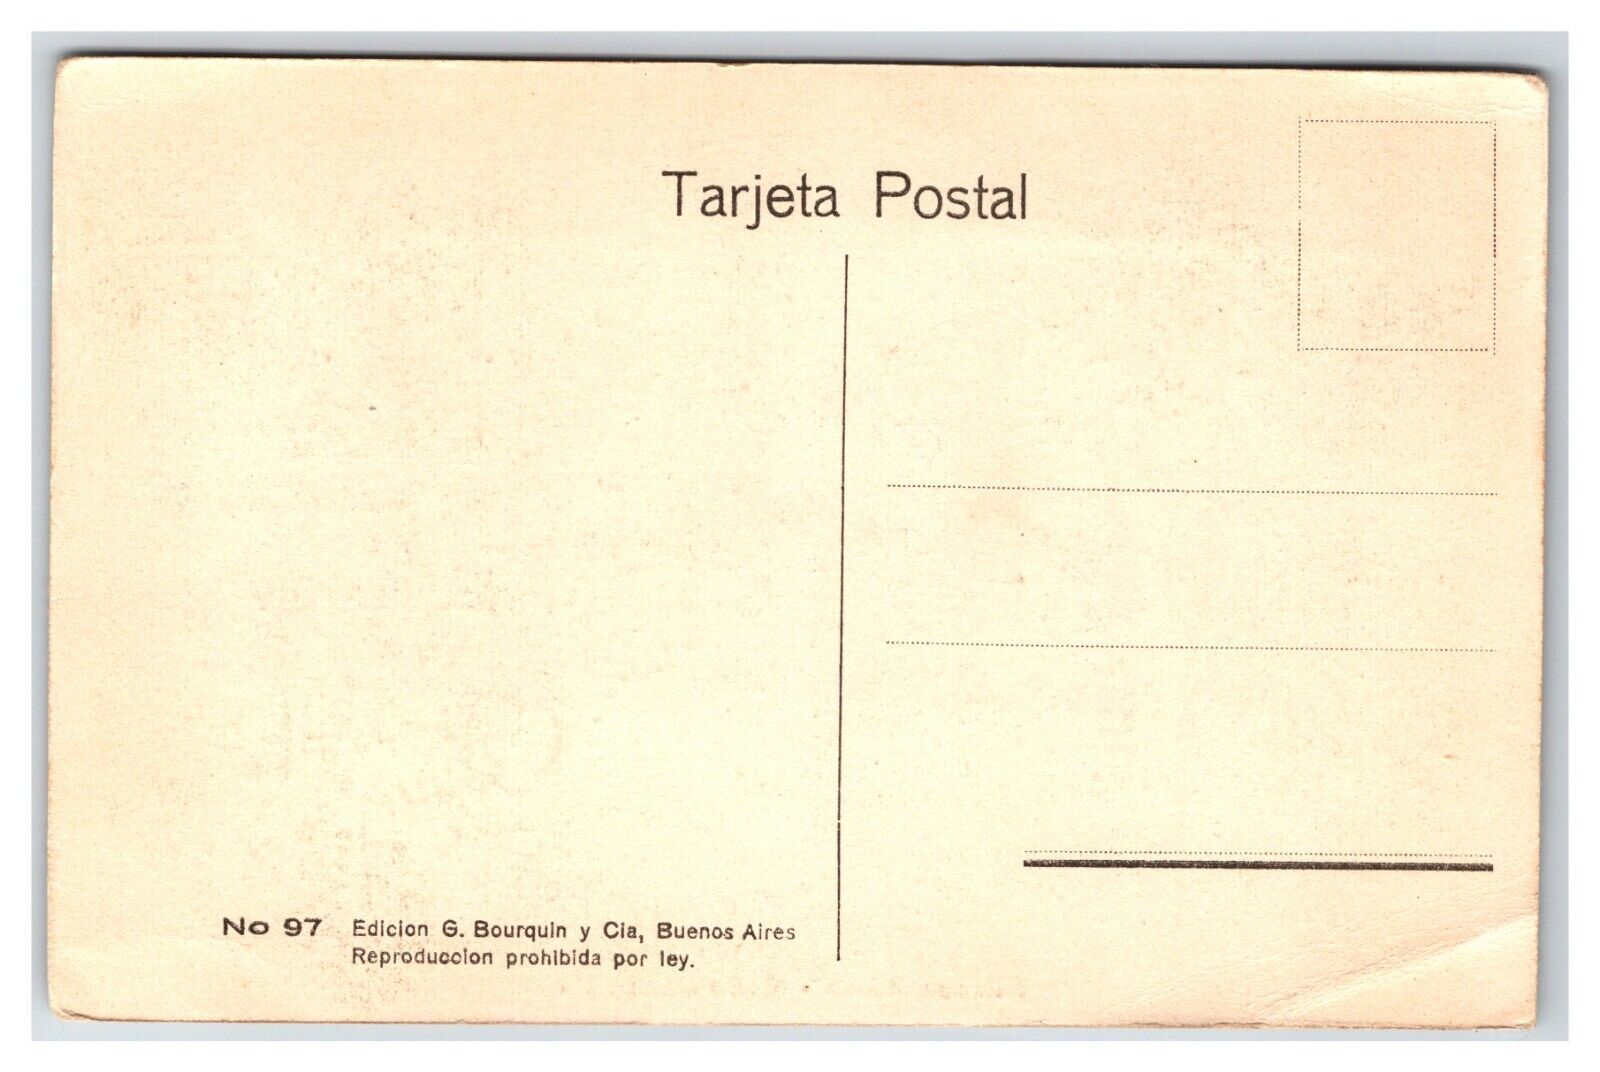 Tarjeta Postal
No 97 Edicion G. Bourquin y Cia, Buenos Aires
Reproduccion prohibida por ley.